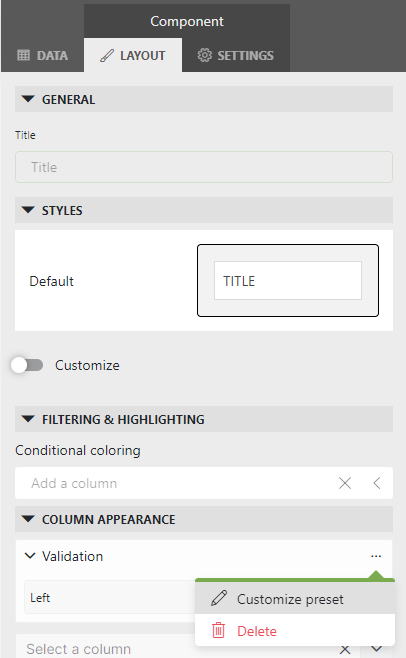 Component
DATA LAYOUT SETTINGS
GENERAL
Title
Title
STYLES
Default TITLE
Customize
FILTERING & HIGHLIGHTING
Conditional coloring
Add a column
COLUMN APPEARANCE
Validation ...
Left
Customize preset
Delete
Select a column